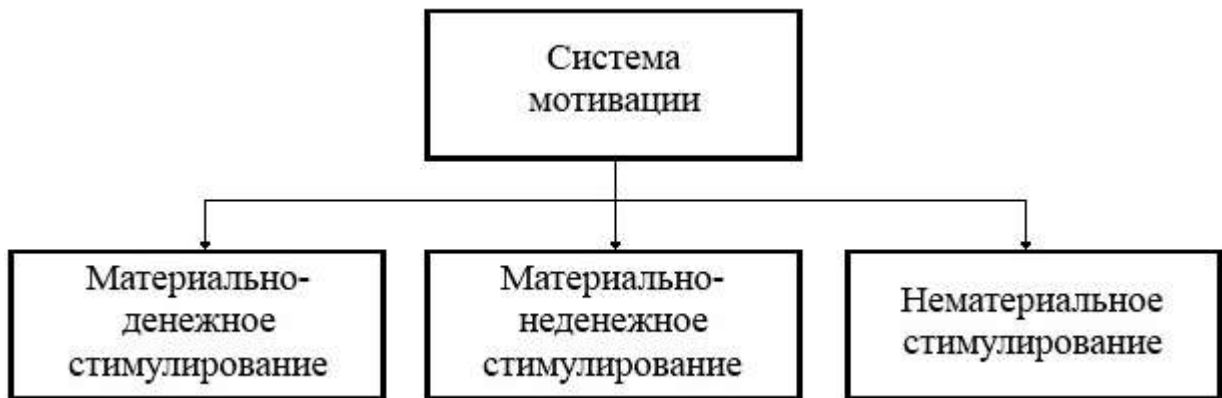 Система
мотивации
Материально-
денежное
стимулирование
Материально-
неденежное
стимулирование
Нематериальное
стимулирование